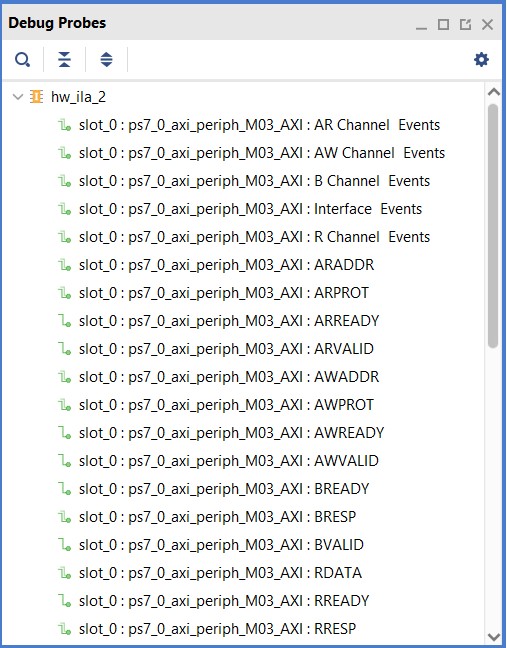 Debug Probes
hw_ila_2
slot_0 : ps7_0_axi_periph_M03_AXI : AR Channel  Events
slot_0 : ps7_0_axi_periph_M03_AXI : AW Channel  Events
slot_0 : ps7_0_axi_periph_M03_AXI : B Channel  Events
slot_0 : ps7_0_axi_periph_M03_AXI : Interface  Events
slot_0 : ps7_0_axi_periph_M03_AXI : R Channel  Events
slot_0 : ps7_0_axi_periph_M03_AXI : ARADDR
slot_0 : ps7_0_axi_periph_M03_AXI : ARPROT
slot_0 : ps7_0_axi_periph_M03_AXI : ARREADY
slot_0 : ps7_0_axi_periph_M03_AXI : ARVALID
slot_0 : ps7_0_axi_periph_M03_AXI : AWADDR
slot_0 : ps7_0_axi_periph_M03_AXI : AWPROT
slot_0 : ps7_0_axi_periph_M03_AXI : AWREADY
slot_0 : ps7_0_axi_periph_M03_AXI : AWVALID
slot_0 : ps7_0_axi_periph_M03_AXI : BREADY
slot_0 : ps7_0_axi_periph_M03_AXI : BRESP
slot_0 : ps7_0_axi_periph_M03_AXI : BVALID
slot_0 : ps7_0_axi_periph_M03_AXI : RDATA
slot_0 : ps7_0_axi_periph_M03_AXI : RREADY
slot_0 : ps7_0_axi_periph_M03_AXI : RRESP